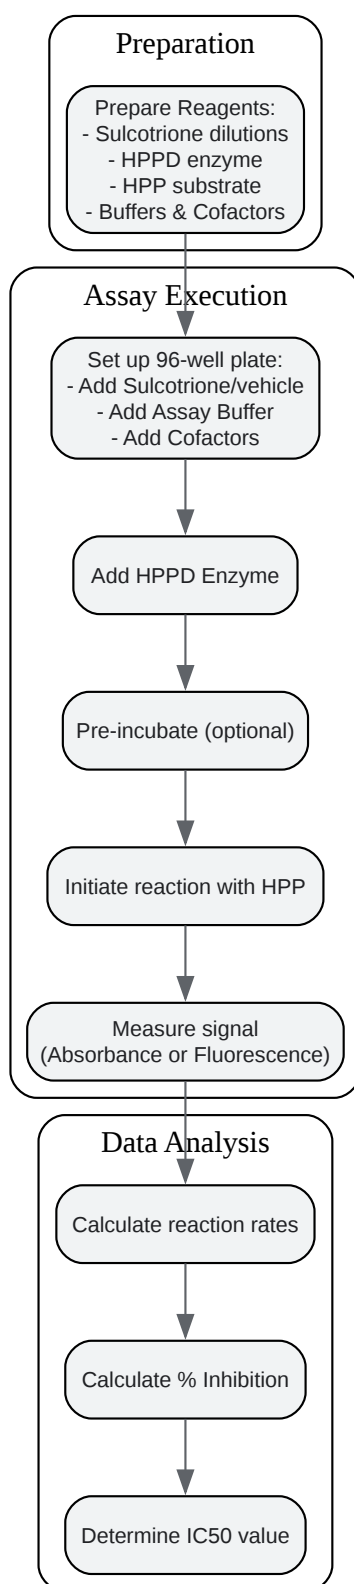 Preparation
Prepare Reagents:
- Sulcotrione dilutions
- HPPD enzyme
- HPP substrate
- Buffers & Cofactors
Assay Execution
Set up 96-well plate:
- Add Sulcotrione/vehicle
- Add Assay Buffer
- Add Cofactors
Add HPPD Enzyme
Pre-incubate (optional)
Initiate reaction with HPP
Measure signal
(Absorbance or Fluorescence)
Data Analysis
Calculate reaction rates
Calculate % Inhibition
Determine IC50 value